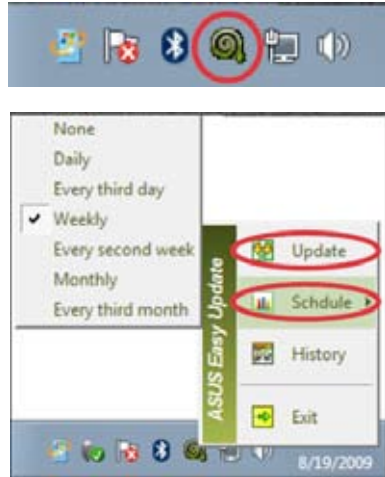 None
Daily
Every third day
Weekly
Every second week
Monthly
Every third month
ASUS Easy Update
Update
Schdule
History
Exit
8/19/2009